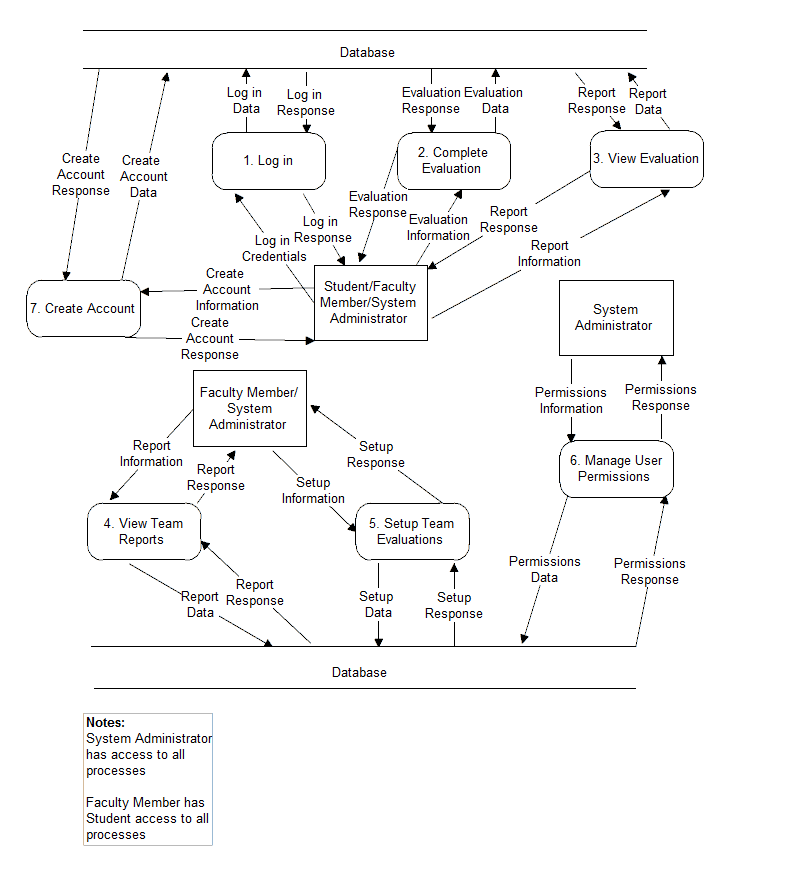 Database
Log in
Data
Log in
Response
Evaluation
Response
Evaluation
Data
Report
Response
Report
Data
1. Log in
2. Complete
Evaluation
3. View Evaluation
Create
Account
Response
Create
Account
Data
Evaluation
Response
Evaluation
Information
Report
Response
Log in
Response
Log in
Credentials
Report
Information
Create
Account
Information
7. Create Account
Student/Faculty
Member/System
Administrator
System
Administrator
Create
Account
Response
Faculty Member/
System
Administrator
Permissions
Information
Permissions
Response
Report
Information
Report
Response
Setup
Response
Setup
Information
6. Manage User
Permissions
4. View Team
Reports
5. Setup Team
Evaluations
Permissions
Data
Permissions
Response
Report
Data
Report
Response
Setup
Data
Setup
Response
Database
Notes:
System Administrator
has access to all
processes
Faculty Member has
Student access to all
processes